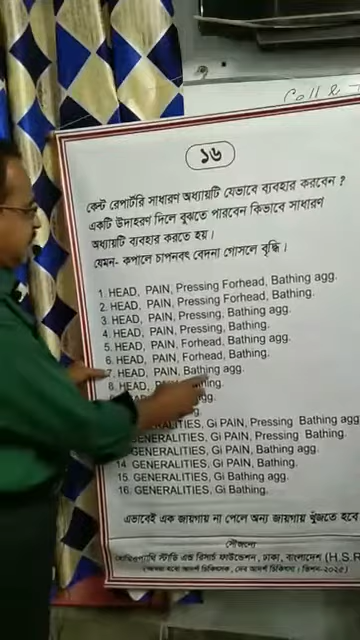 Cell &
১৬
কেন্ট রেপার্টরি সাধারণ অধ্যায়টি যেভাবে ব্যবহার করবেন ?
একটি উদাহরণ দিলে বুঝতে পারবেন কিভাবে সাধারণ
অধ্যায়টি ব্যবহার করতে হয়।
যেমন- কপালে চাপনবৎ বেদনা গোসলে বৃদ্ধি।
1. HEAD, PAIN, Pressing Forhead, Bathing agg.
2. HEAD, PAIN, Pressing Forhead, Bathing.
3. HEAD, PAIN, Pressing, Bathing agg.
4. HEAD, PAIN, Pressing, Bathing.
5. HEAD, PAIN, Forhead, Bathing agg.
6. HEAD, PAIN, Forhead, Bathing.
7. HEAD, PAIN, Bathing agg.
8. HEAD,
agg.
Gi PAIN, Pressing Bathing agg
GENERALITIES, Gi PAIN, Pressing Bathing.
GENERALITIES, Gi PAIN, Bathing agg.
14 GENERALITIES, Gi PAIN, Bathing.
15. GENERALITIES, Gi Bathing agg.
16. GENERALITIES, Gi Bathing.
এভাবেই এক জায়গায় না পেলে অন্য জায়গায় খুঁজতে হবে
সৌজন্যে
স্টাডি এন্ড রিসার্চ ফাউন্ডেশন, ঢাকা, বাংলাদেশ (H.S.R